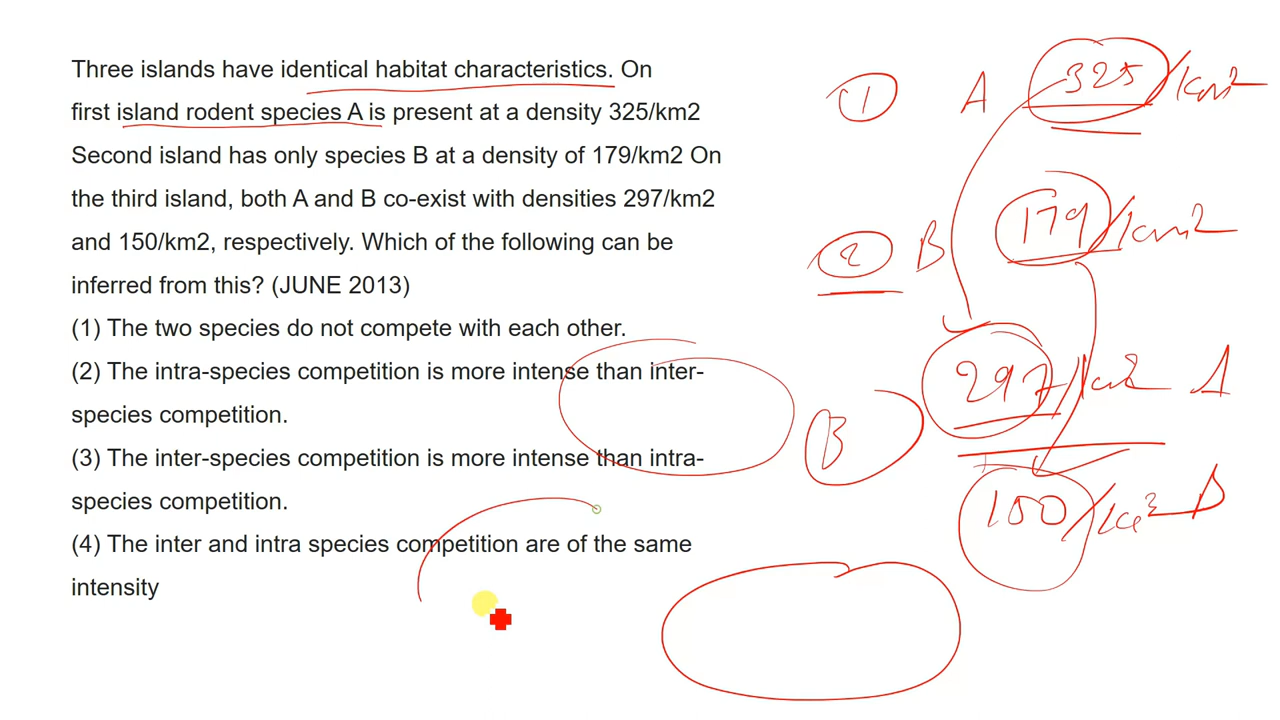 Three islands have identical habitat characteristics. On
first island rodent species A is present at a density 325/km2
Second island has only species B at a density of 179/km2 On
the third island, both A and B co-exist with densities 297/km2
and 150/km2, respectively. Which of the following can be
inferred from this? (JUNE 2013)
(1) The two species do not compete with each other.
(2) The intra-species competition is more intense than inter-
species competition.
(3) The inter-species competition is more intense than intra-
species competition.
(4) The inter and intra species competition are of the same
intensity
1 A 325/km2
2 B 179/km2
297/km2 A
B
150/km2